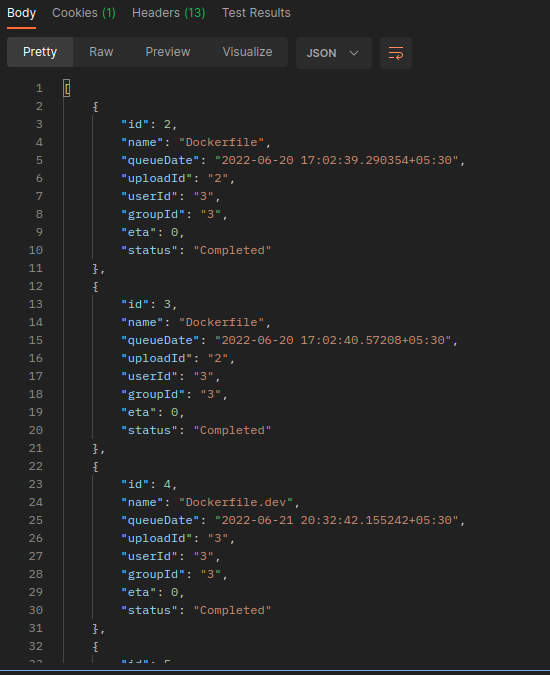 Body Cookies (1) Headers (13) Test Results
Pretty Raw Preview Visualize JSON
1 [
2 {
3 "id": 2,
4 "name": "Dockerfile",
5 "queueDate": "2022-06-20 17:02:39.290354+05:30",
6 "uploadId": "2",
7 "userId": "3",
8 "groupId": "3",
9 "eta": 0,
10 "status": "Completed"
11 },
12 {
13 "id": 3,
14 "name": "Dockerfile",
15 "queueDate": "2022-06-20 17:02:40.57208+05:30",
16 "uploadId": "2",
17 "userId": "3",
18 "groupId": "3",
19 "eta": 0,
20 "status": "Completed"
21 },
22 {
23 "id": 4,
24 "name": "Dockerfile.dev",
25 "queueDate": "2022-06-21 20:32:42.155242+05:30",
26 "uploadId": "3",
27 "userId": "3",
28 "groupId": "3",
29 "eta": 0,
30 "status": "Completed"
31 },
32 {